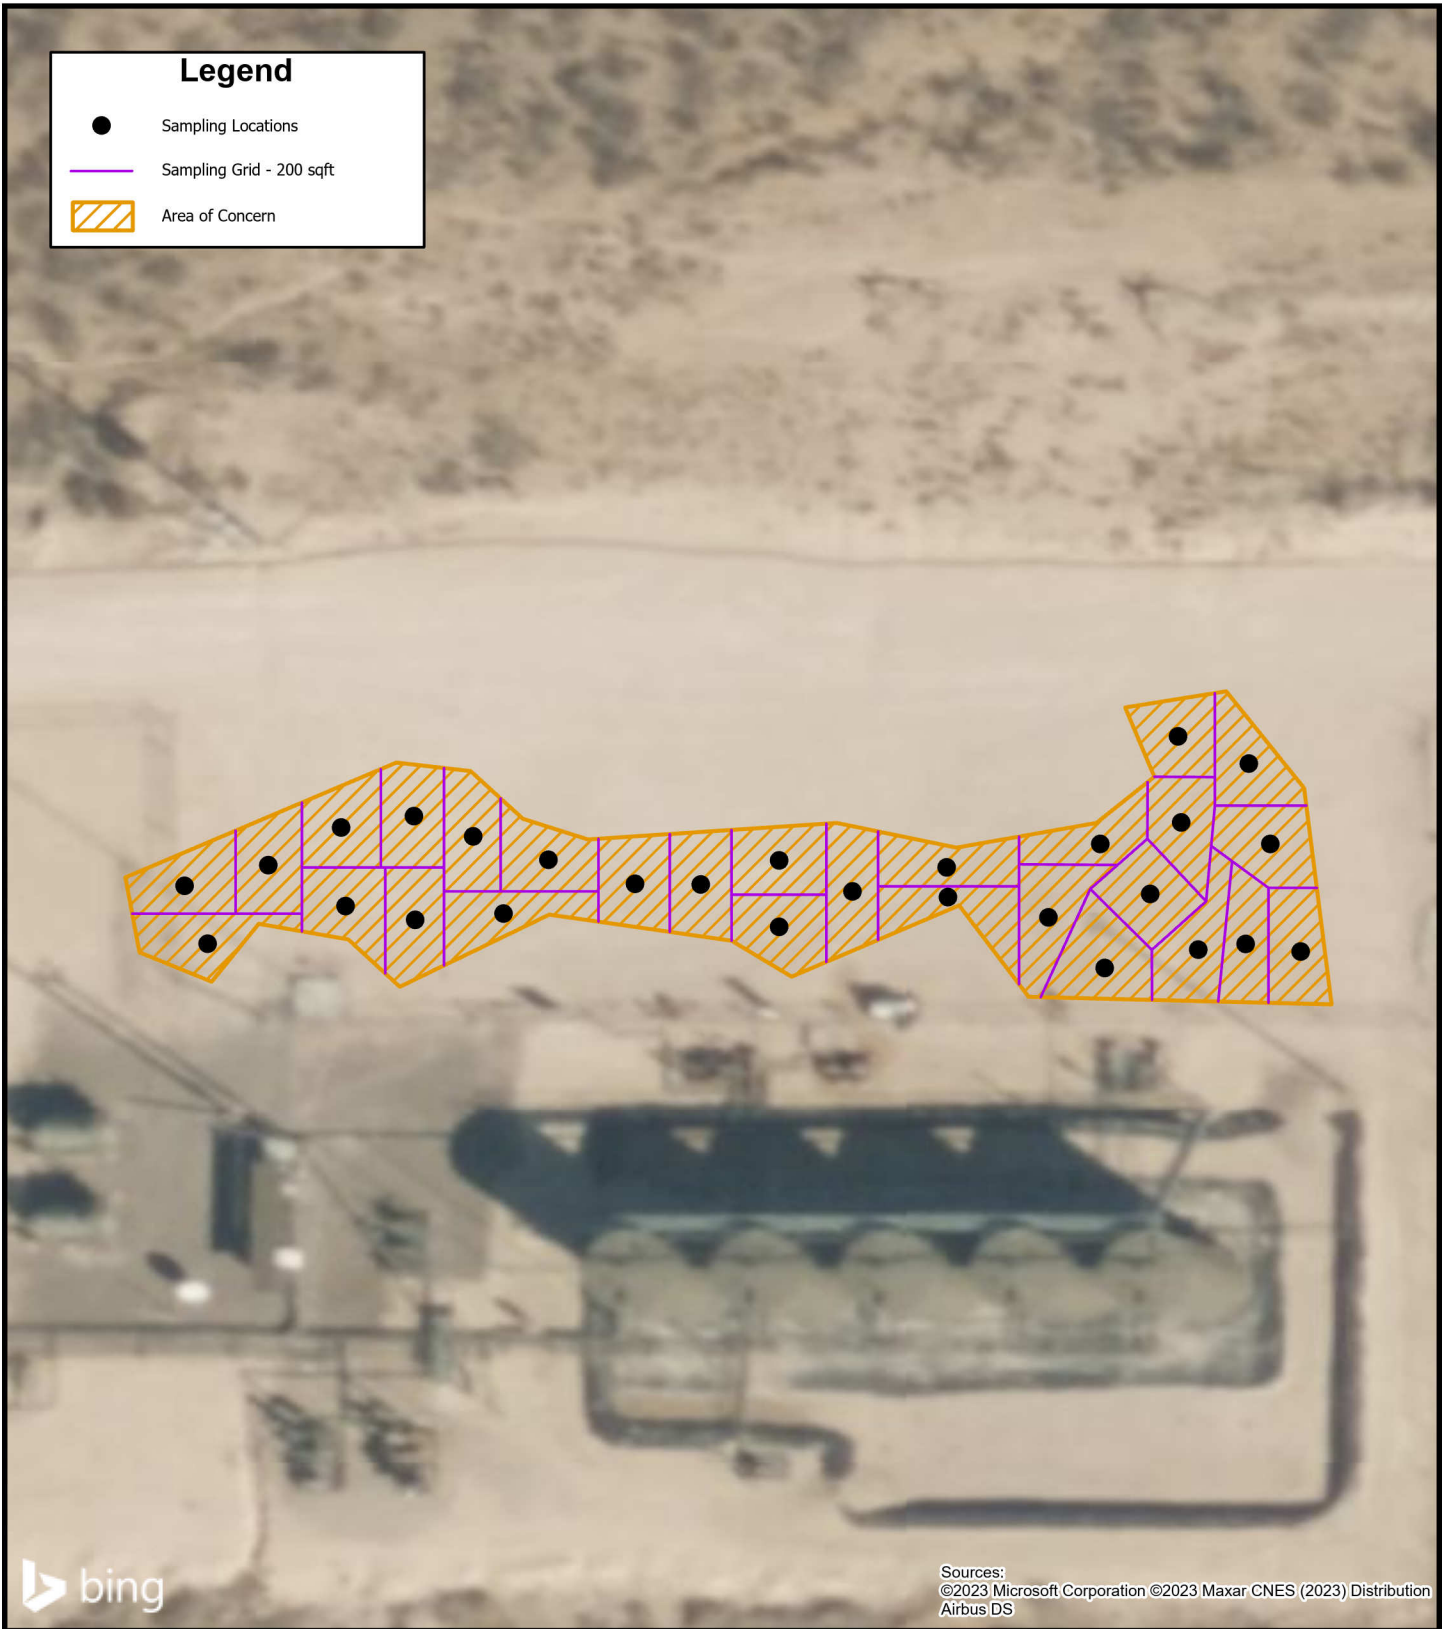 Legend
Sampling Locations
Sampling Grid - 200 sqft
Area of Concern
bing
Sources:
©2023 Microsoft Corporation ©2023 Maxar CNES (2023) Distribution
Airbus DS